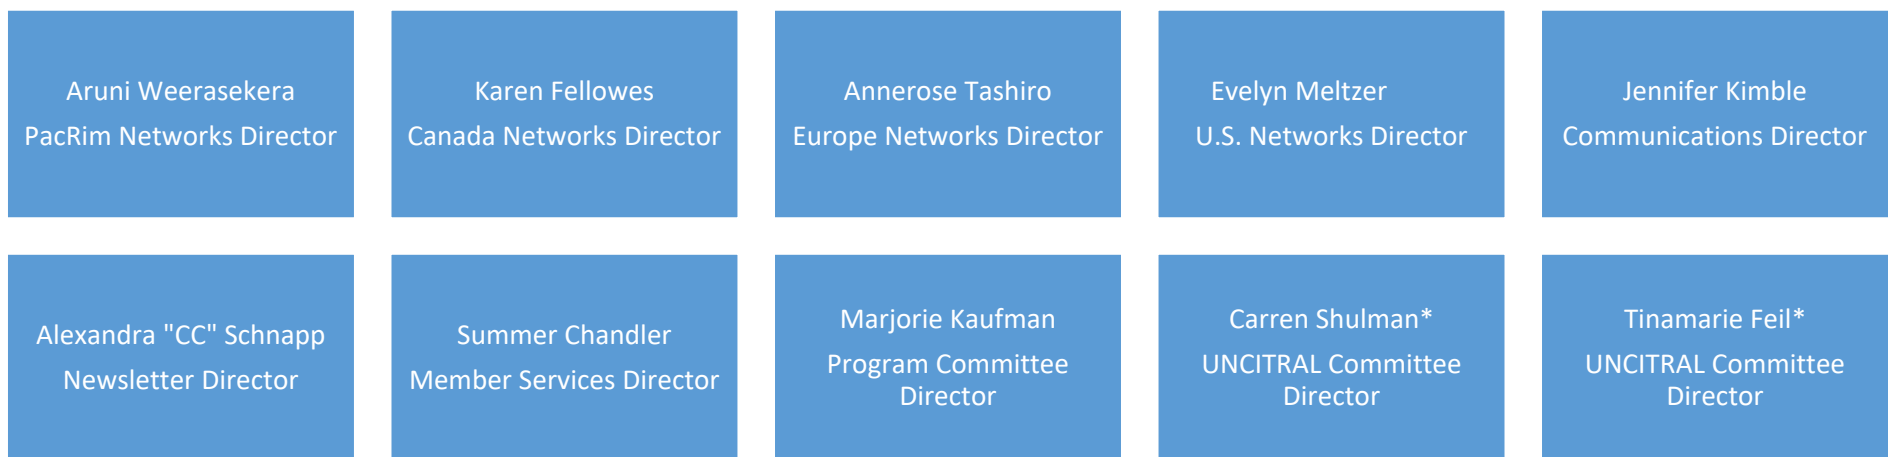 Aruni Weerasekera
PacRim Networks Director
Karen Fellowes
Canada Networks Director
Annerose Tashiro
Europe Networks Director
Evelyn Meltzer
U.S. Networks Director
Jennifer Kimble
Communications Director
Alexandra "CC" Schnapp
Newsletter Director
Summer Chandler
Member Services Director
Marjorie Kaufman
Program Committee
Director
Carren Shulman*
UNCITRAL Committee
Director
Tinamarie Feil*
UNCITRAL Committee
Director